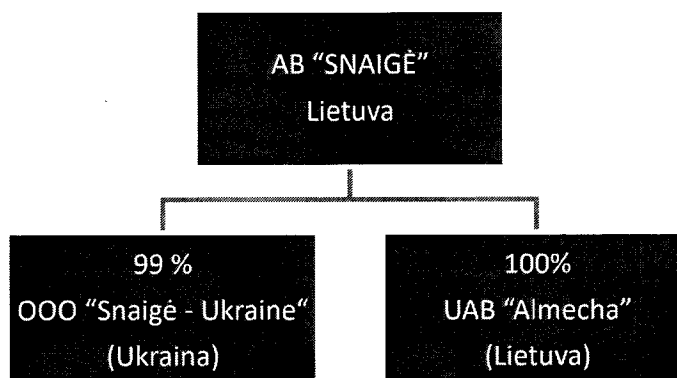 AB “SNAIGĖ”
Lietuva
99 %
OOO “Snaigė - Ukraine“
(Ukraina)
100%
UAB “Almecha”
(Lietuva)